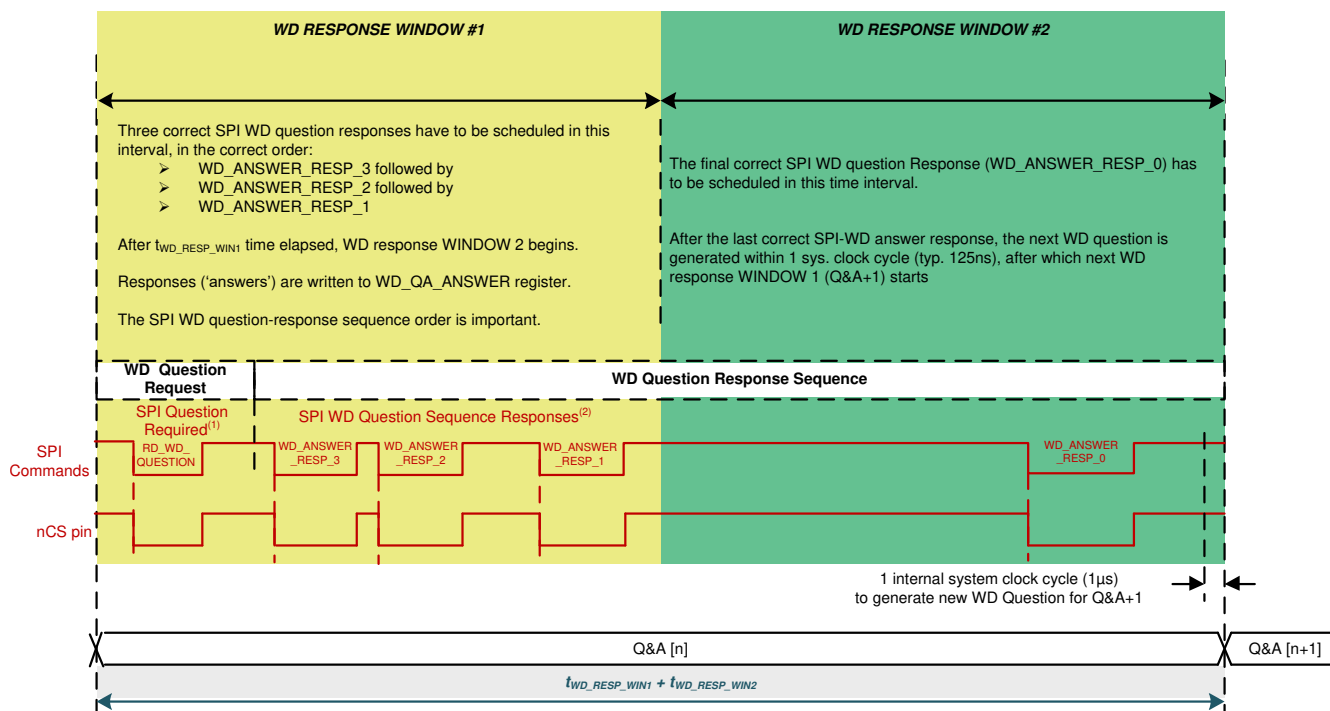 WD RESPONSE WINDOW #1
WD RESPONSE WINDOW #2
Three correct SPI WD question responses have to be scheduled in this
interval, in the correct order:
➢ WD_ANSWER_RESP_3 followed by
➢ WD_ANSWER_RESP_2 followed by
➢ WD_ANSWER_RESP_1
After tWD_RESP_WIN1 time elapsed, WD response WINDOW 2 begins.
Responses (‘answers’) are written to WD_QA_ANSWER register.
The SPI WD question-response sequence order is important.
The final correct SPI WD question Response (WD_ANSWER_RESP_0) has
to be scheduled in this time interval.
After the last correct SPI-WD answer response, the next WD question is
generated within 1 sys. clock cycle (typ. 125ns), after which next WD
response WINDOW 1 (Q&A+1) starts
WD Question
Request
WD Question Response Sequence
SPI Question
Required(1)
SPI WD Question Sequence Responses(2)
SPI
Commands
RD_WD_
QUESTION
WD_ANSWER
_RESP_3
WD_ANSWER
_RESP_2
WD_ANSWER
_RESP_1
WD_ANSWER
_RESP_0
nCS pin
1 internal system clock cycle (1µs)
to generate new WD Question for Q&A+1
Q&A [n]
Q&A [n+1]
tWD_RESP_WIN1 + tWD_RESP_WIN2